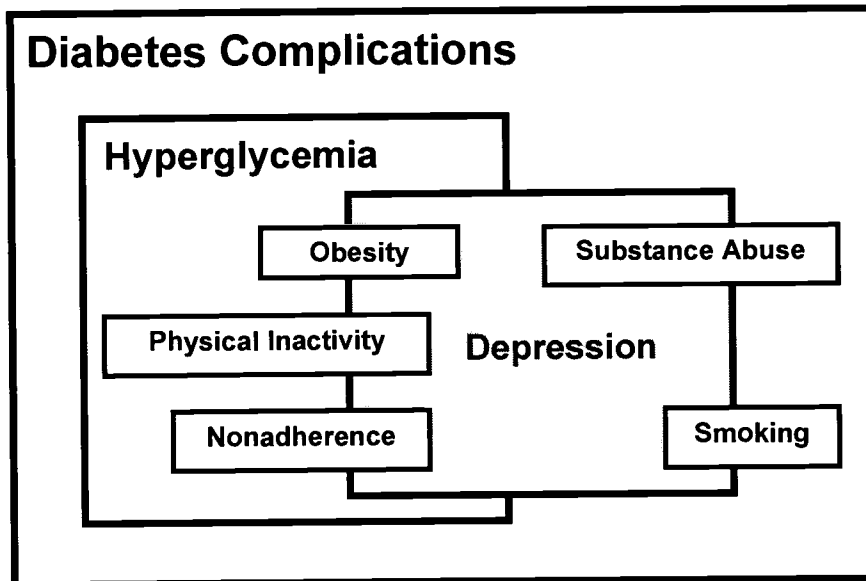 Diabetes Complications
Hyperglycemia
Obesity
Substance Abuse
Physical Inactivity
Depression
Nonadherence
Smoking